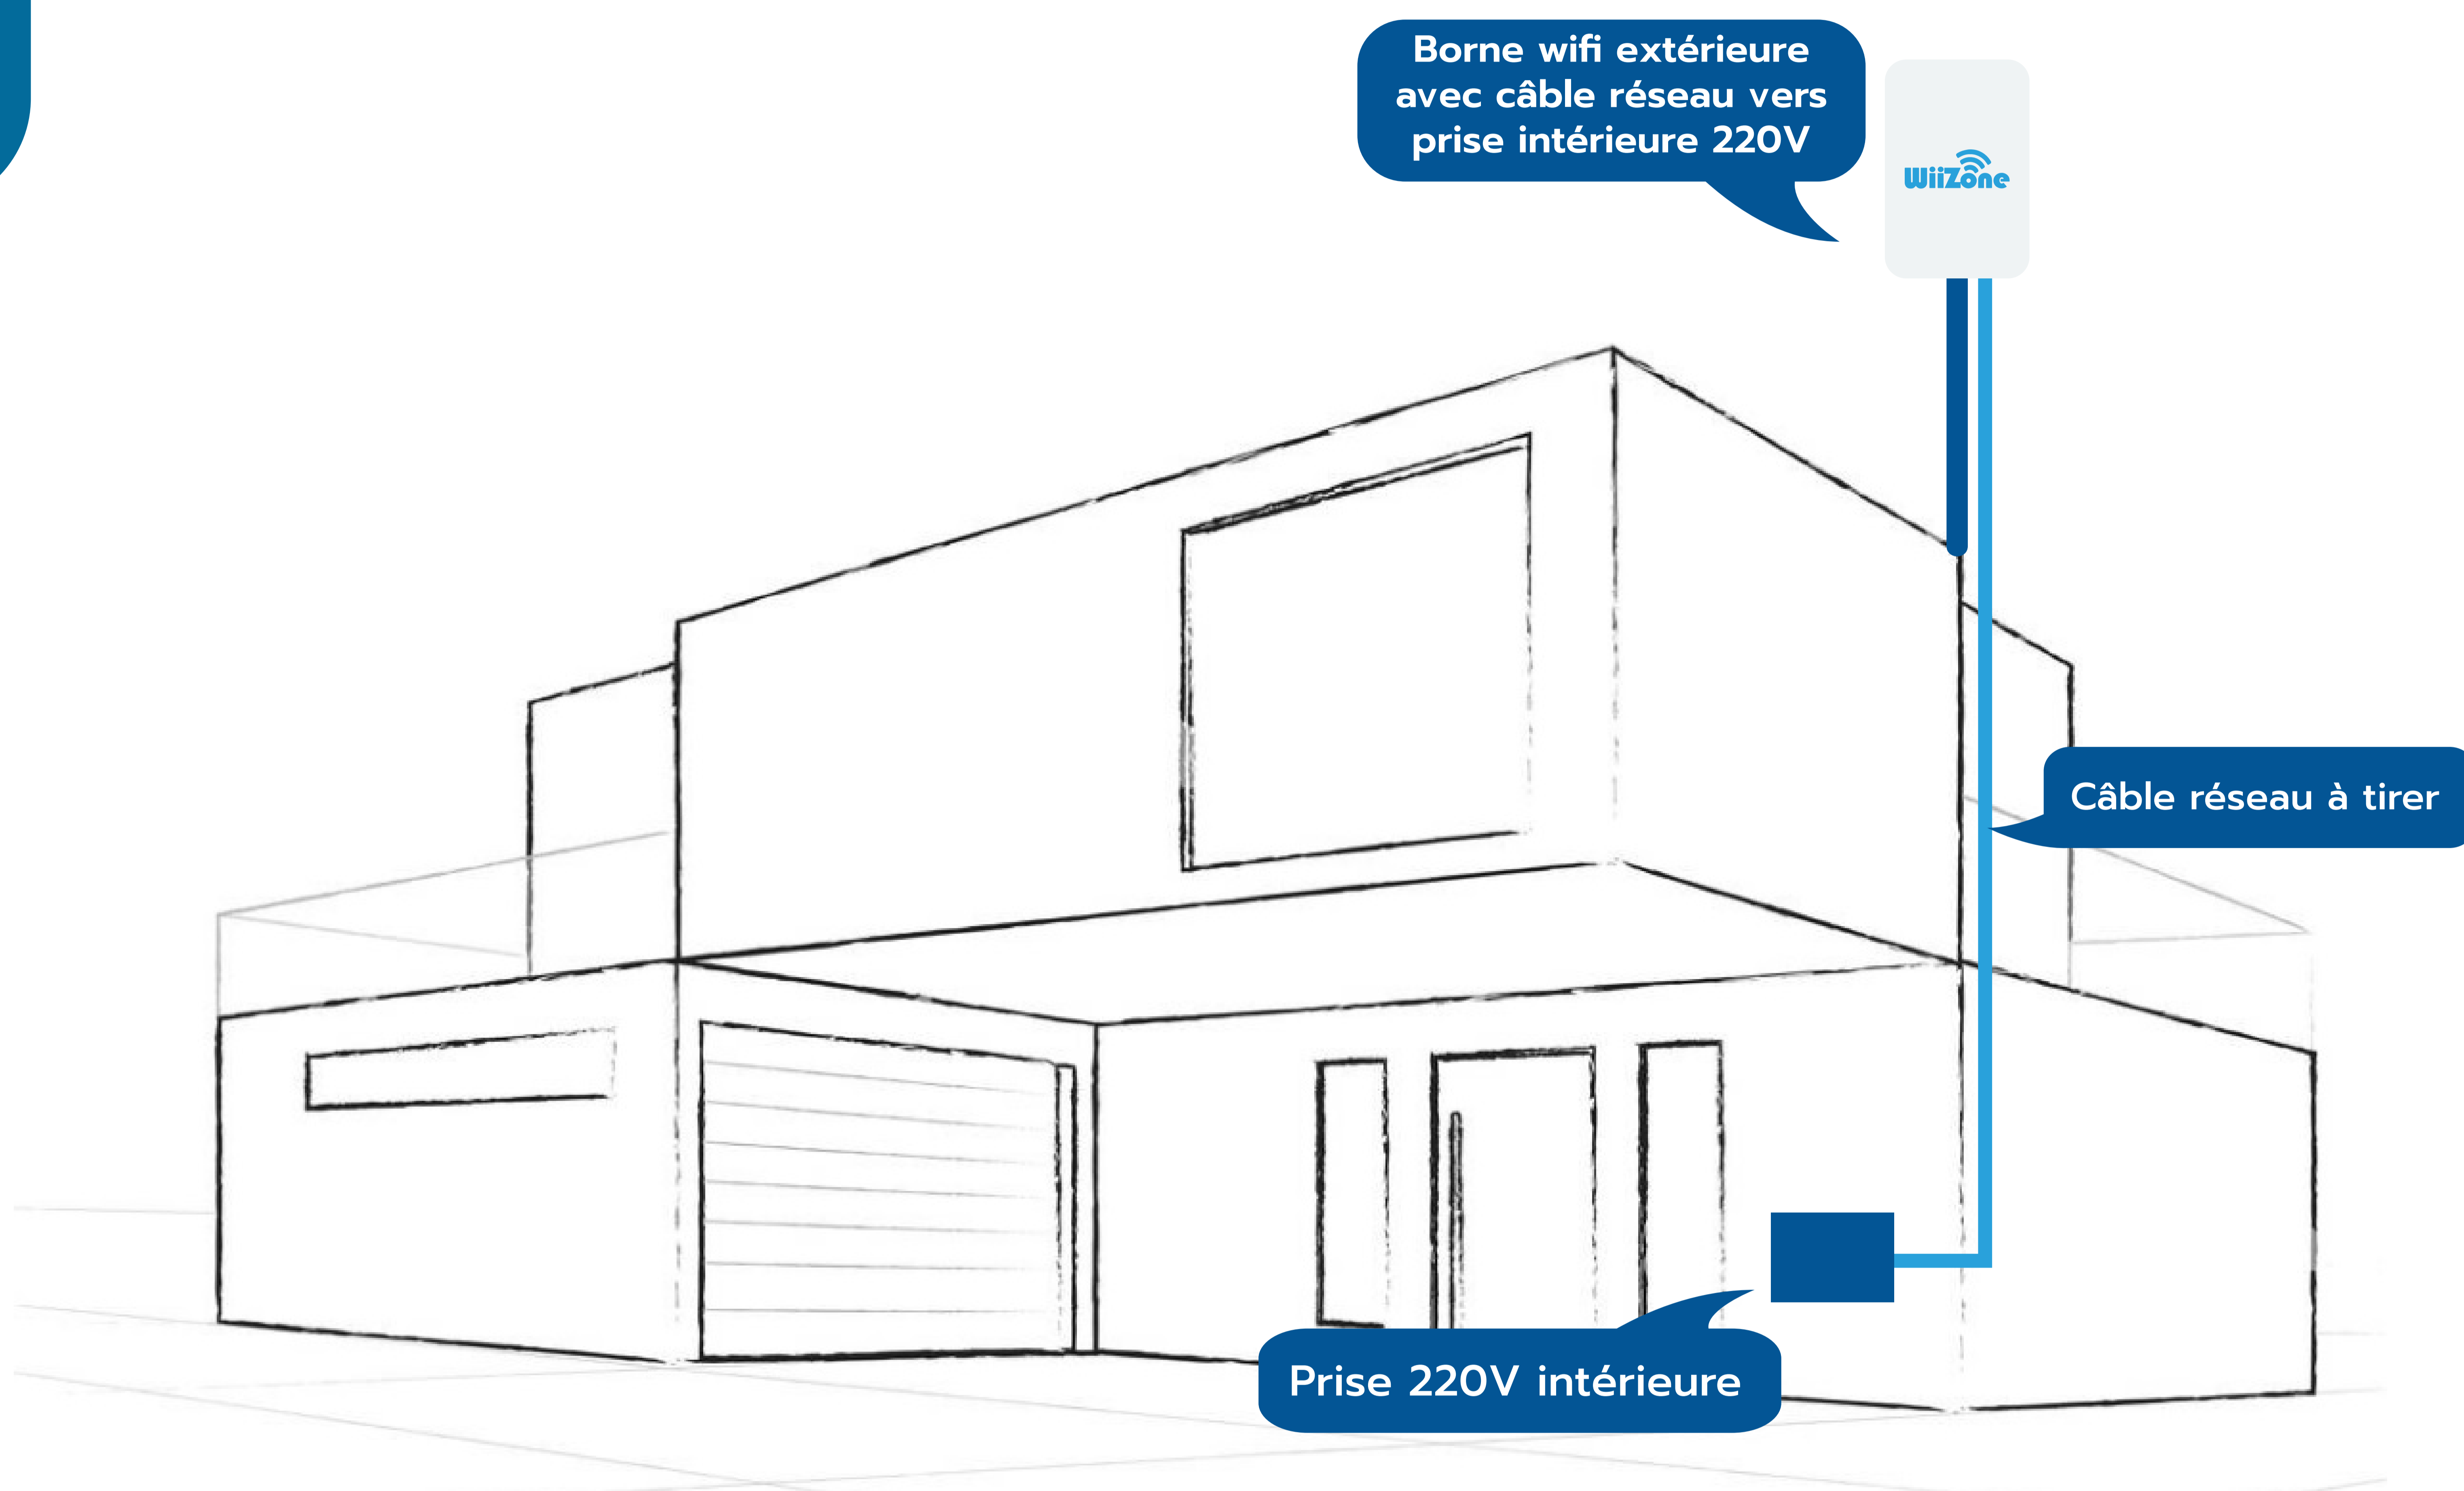 Borne wifi extérieure
avec câble réseau vers
prise intérieure 220V
WiiZone
Câble réseau à tirer
Prise 220V intérieure